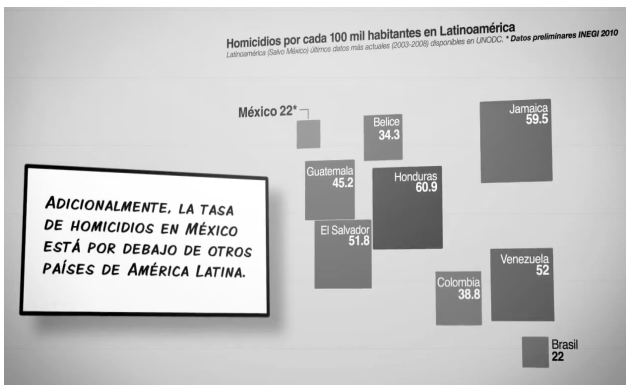 Homicidios por cada 100 mil habitantes en Latinoamérica
Latinoamérica (Salvo México) últimos datos más actuales (2003-2008) disponibles en UNODC. * Datos preliminares INEGI 2010
México 22*
Belice
34.3
Jamaica
59.5
Guatemala
45.2
Honduras
60.9
El Salvador
51.8
Colombia
38.8
Venezuela
52
Brasil
22
ADICIONALMENTE, LA TASA
DE HOMICIDIOS EN MÉXICO
ESTÁ POR DEBAJO DE OTROS
PAÍSES DE AMÉRICA LATINA.